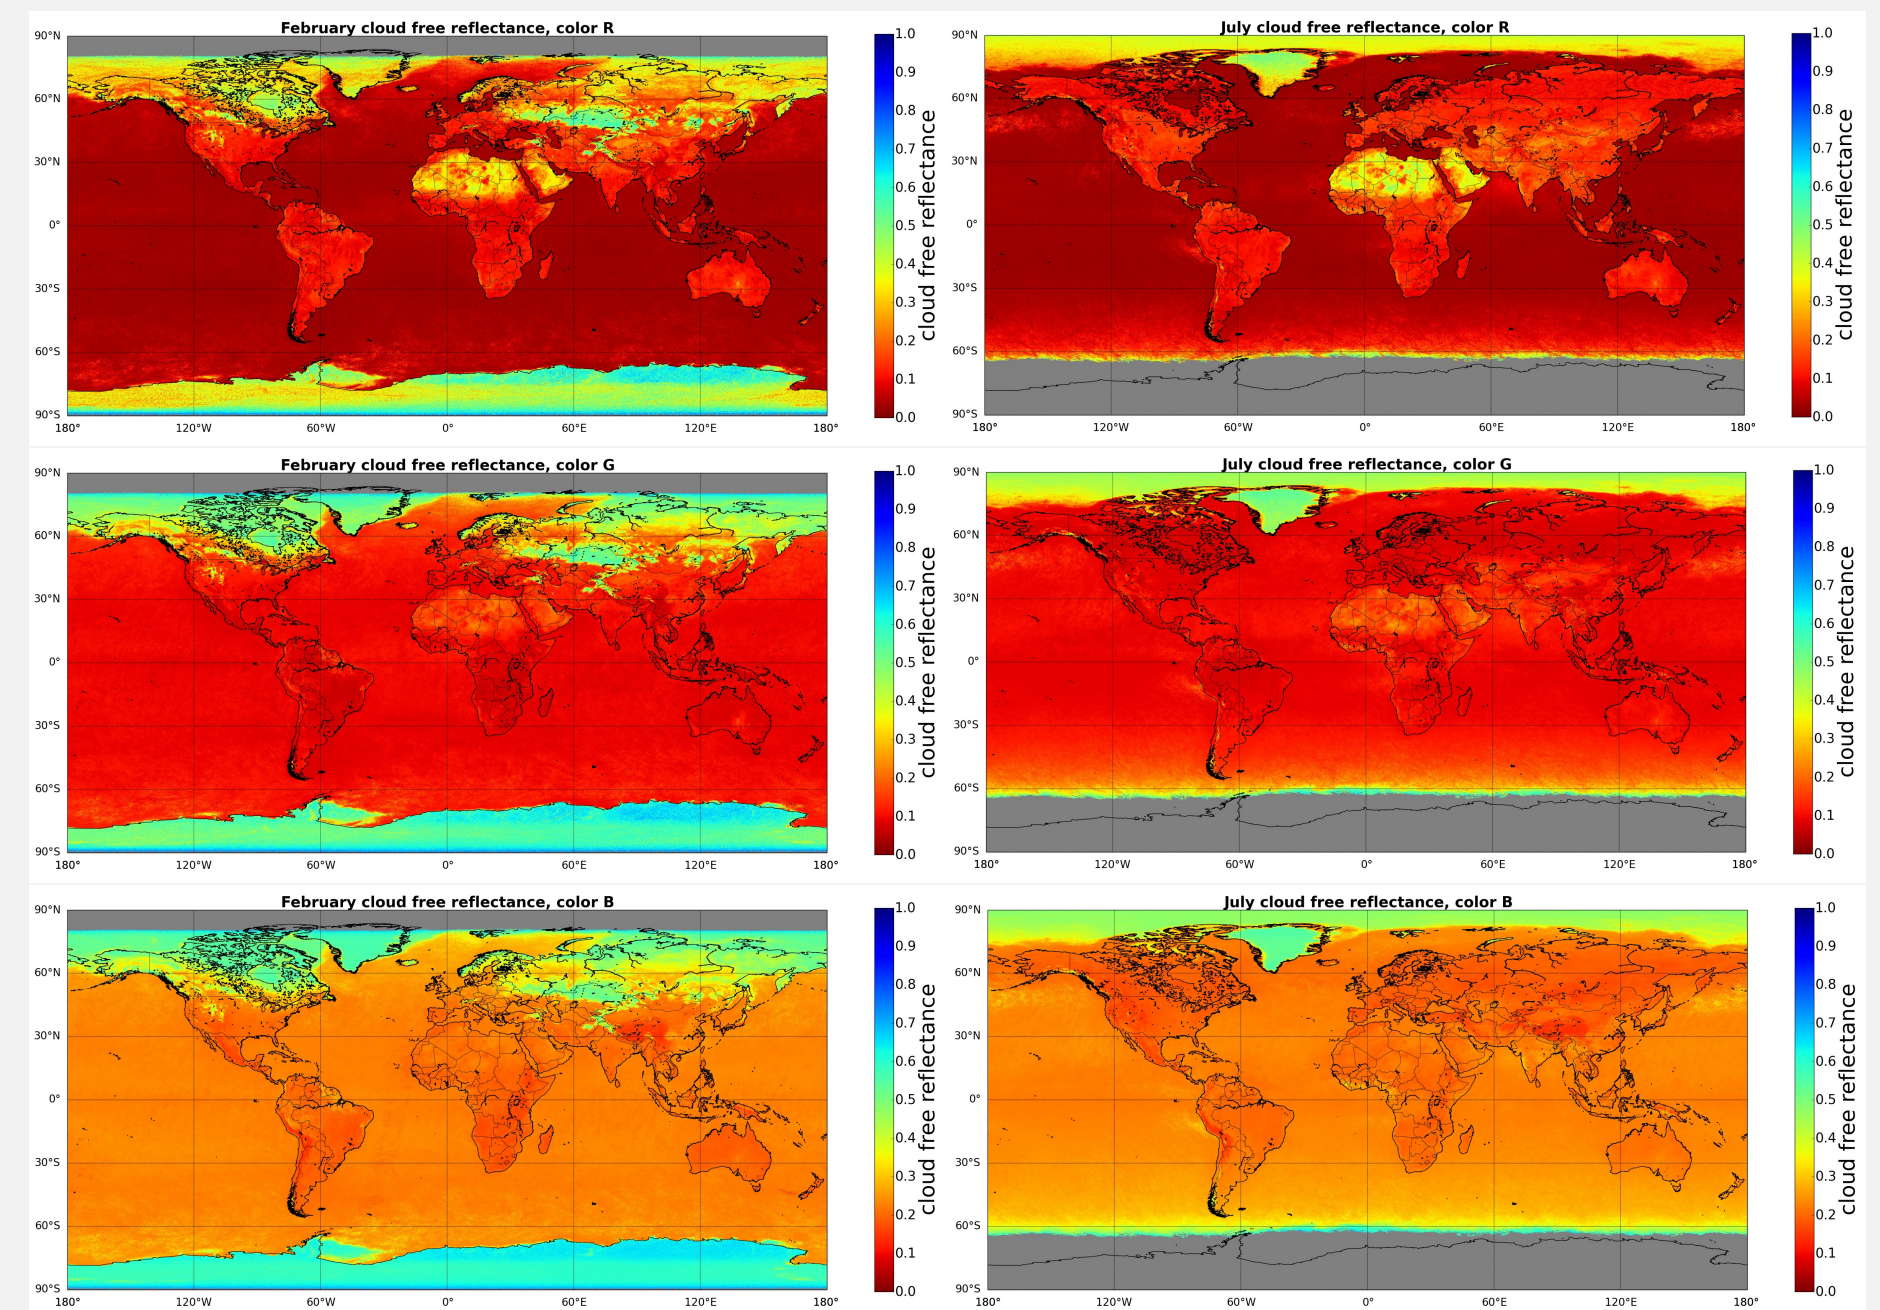 February cloud free reflectance, color R
90°N
60°N
30°N
0°
30°S
60°S
90°S
180°
120°W
60°W
0°
60°E
120°E
180°
1.0
0.9
0.8
0.7
0.6
0.5
0.4
0.3
0.2
0.1
0.0
cloud free reflectance
July cloud free reflectance, color R
90°N
60°N
30°N
0°
30°S
60°S
90°S
180°
120°W
60°W
0°
60°E
120°E
180°
1.0
0.9
0.8
0.7
0.6
0.5
0.4
0.3
0.2
0.1
0.0
cloud free reflectance
February cloud free reflectance, color G
90°N
60°N
30°N
0°
30°S
60°S
90°S
180°
120°W
60°W
0°
60°E
120°E
180°
1.0
0.9
0.8
0.7
0.6
0.5
0.4
0.3
0.2
0.1
0.0
cloud free reflectance
July cloud free reflectance, color G
90°N
60°N
30°N
0°
30°S
60°S
90°S
180°
120°W
60°W
0°
60°E
120°E
180°
1.0
0.9
0.8
0.7
0.6
0.5
0.4
0.3
0.2
0.1
0.0
cloud free reflectance
February cloud free reflectance, color B
90°N
60°N
30°N
0°
30°S
60°S
90°S
180°
120°W
60°W
0°
60°E
120°E
180°
1.0
0.9
0.8
0.7
0.6
0.5
0.4
0.3
0.2
0.1
0.0
cloud free reflectance
July cloud free reflectance, color B
90°N
60°N
30°N
0°
30°S
60°S
90°S
180°
120°W
60°W
0°
60°E
120°E
180°
1.0
0.9
0.8
0.7
0.6
0.5
0.4
0.3
0.2
0.1
0.0
cloud free reflectance